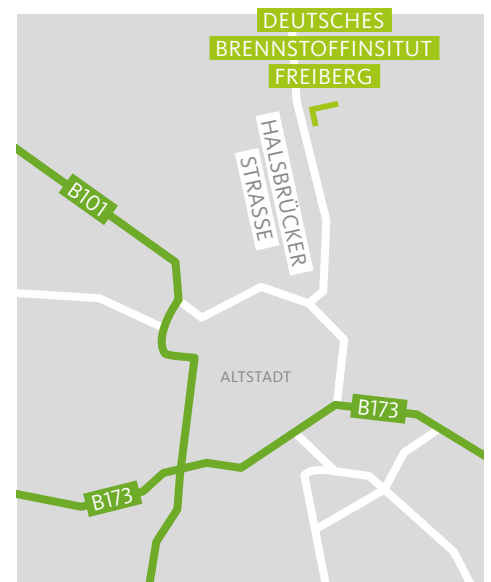 DEUTSCHES
BRENNSTOFFINSITUT
FREIBERG
HALSBRÜCKER
STRASSE
B101
ALTSTADT
B173
B173